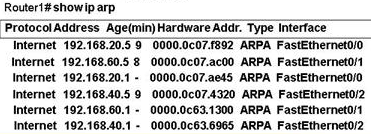 Router1# show ip arp
Protocol Address Age(min) Hardware Addr. Type Interface
Internet 192.168.20.5 9 0000.0c07.f892 ARPA FastEthernet0/0
Internet 192.168.60.5 8 0000.0c07.ac00 ARPA FastEthernet0/1
Internet 192.168.20.1 - 0000.0c07.ae45 ARPA FastEthernet0/0
Internet 192.168.40.5 9 0000.0c07.4320 ARPA FastEthernet0/2
Internet 192.168.60.1 - 0000.0c63.1300 ARPA FastEthernet0/1
Internet 192.168.40.1 - 0000.0c63.6965 ARPA FastEthernet0/2